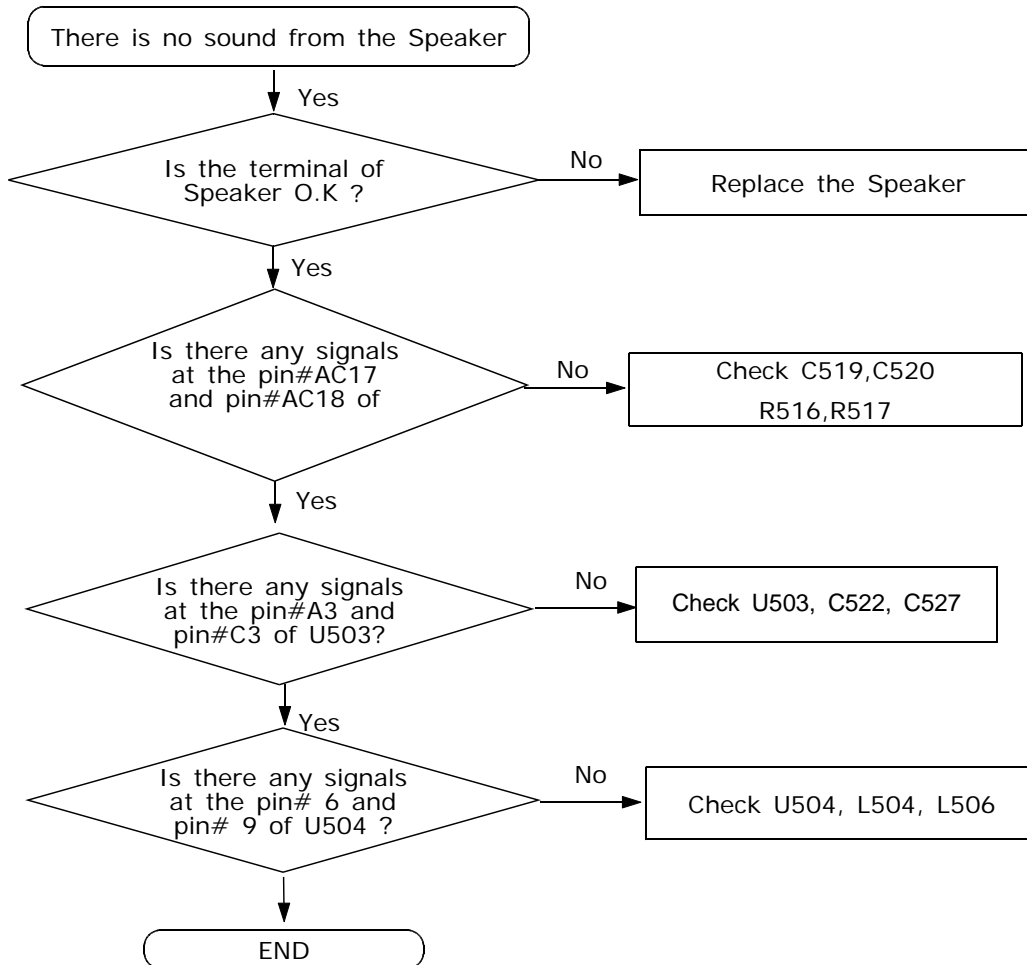 There is no sound from the Speaker
Yes
Is the terminal of
Speaker O.K ?
No
Replace the Speaker
Yes
Is there any signals
at the pin#AC17
and pin#AC18 of
No
Check C519,C520
R516,R517
Yes
Is there any signals
at the pin#A3 and
pin#C3 of U503?
No
Check U503, C522, C527
Yes
Is there any signals
at the pin# 6 and
pin# 9 of U504 ?
No
Check U504, L504, L506
END